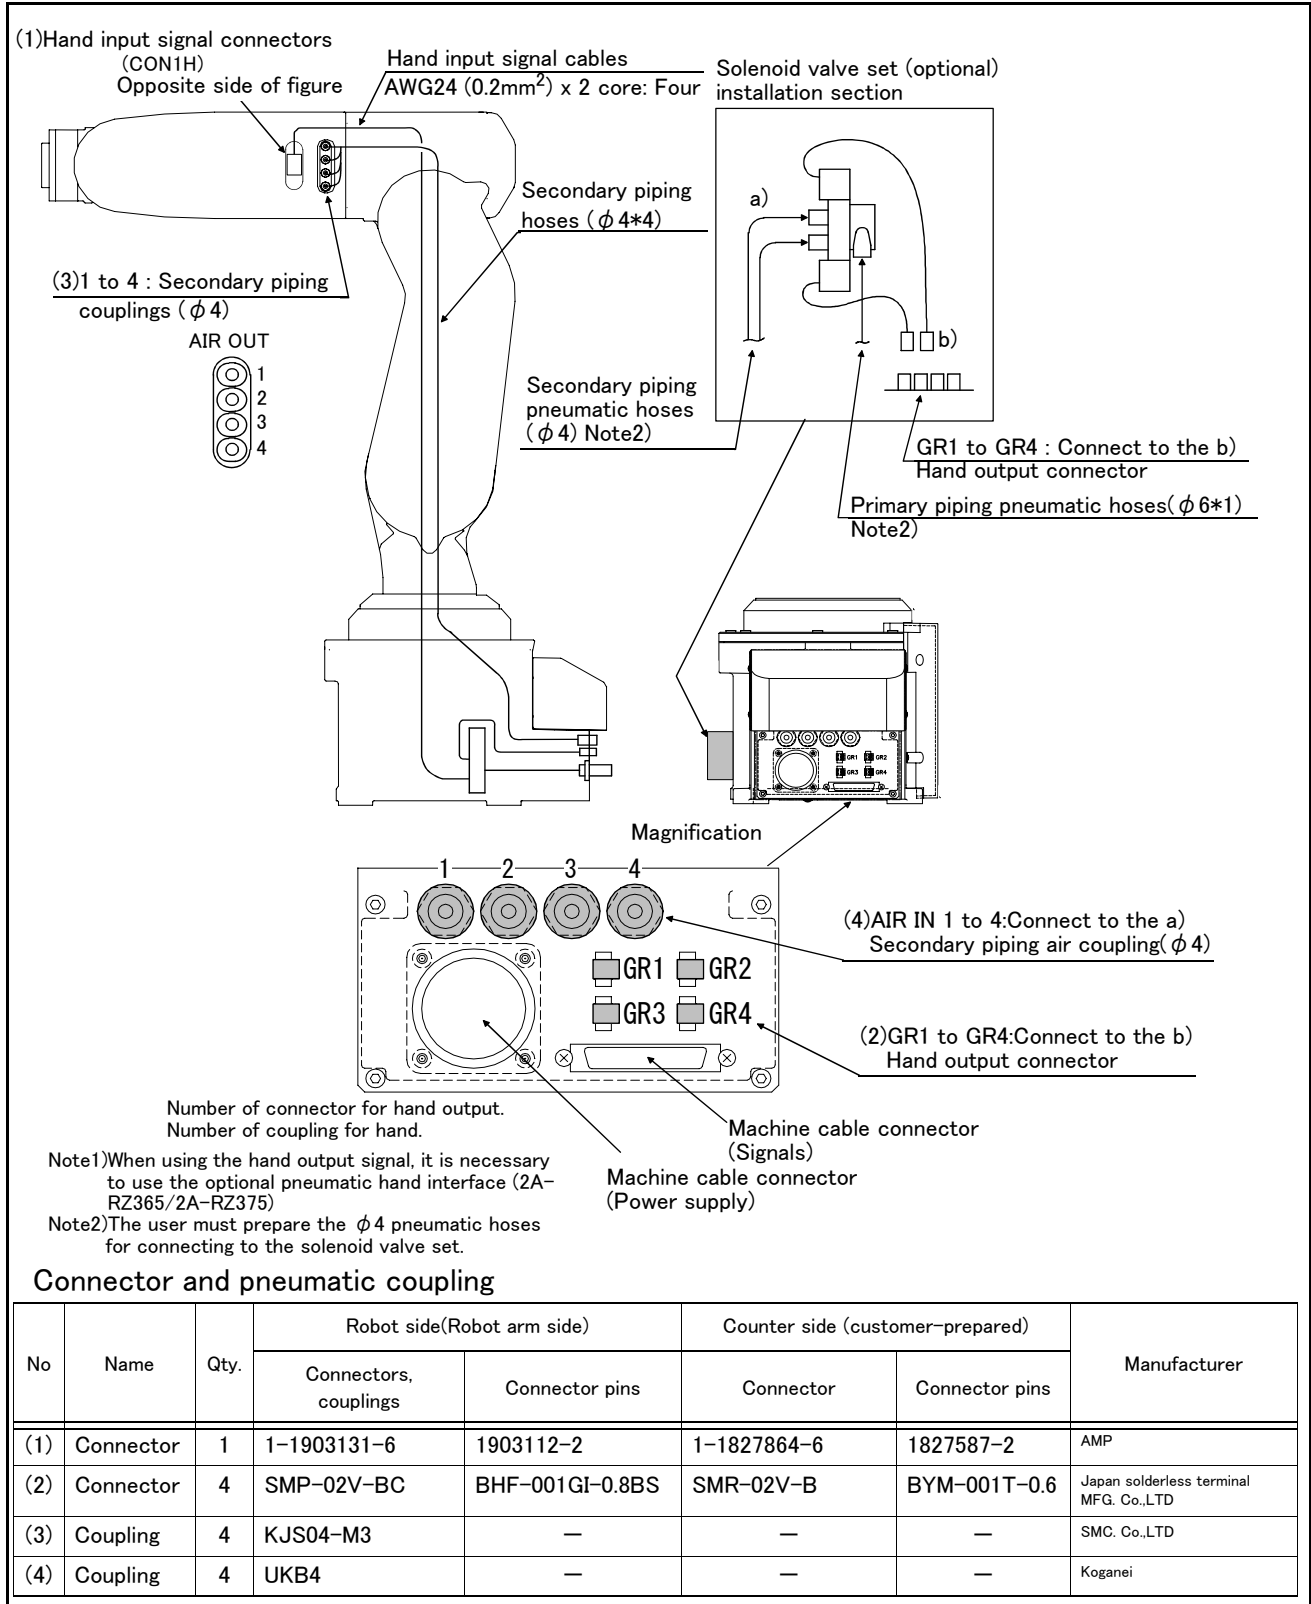 (1)Hand input signal connectors
(CON1H)
Opposite side of figure
Hand input signal cables
AWG24 (0.2mm²) x 2 core: Four
Solenoid valve set (optional)
installation section
a)
b)
Secondary piping
hoses (φ4*4)
(3)1 to 4 : Secondary piping
couplings (φ4)
AIR OUT
1
2
3
4
Secondary piping
pneumatic hoses
(φ4) Note2)
GR1 to GR4 : Connect to the b)
Hand output connector
Primary piping pneumatic hoses(φ6*1)
Note2)
GR1 GR2
GR3 GR4
Magnification
1 2 3 4
GR1 GR2
GR3 GR4
(4)AIR IN 1 to 4:Connect to the a)
Secondary piping air coupling(φ4)
(2)GR1 to GR4:Connect to the b)
Hand output connector
Machine cable connector
(Signals)
Machine cable connector
(Power supply)
Number of connector for hand output.
Number of coupling for hand.
Note1)When using the hand output signal, it is necessary
to use the optional pneumatic hand interface (2A-
RZ365/2A-RZ375)
Note2)The user must prepare the φ4 pneumatic hoses
for connecting to the solenoid valve set.
Connector and pneumatic coupling
No Name Qty. Robot side(Robot arm side) Counter side (customer-prepared) Manufacturer
Connectors,
couplings Connector pins Connector Connector pins
(1) Connector 1 1-1903131-6 1903112-2 1-1827864-6 1827587-2 AMP
(2) Connector 4 SMP-02V-BC BHF-001GI-0.8BS SMR-02V-B BYM-001T-0.6 Japan solderless terminal
MFG. Co.,LTD
(3) Coupling 4 KJS04-M3 — — — SMC. Co.,LTD
(4) Coupling 4 UKB4 — — — Koganei